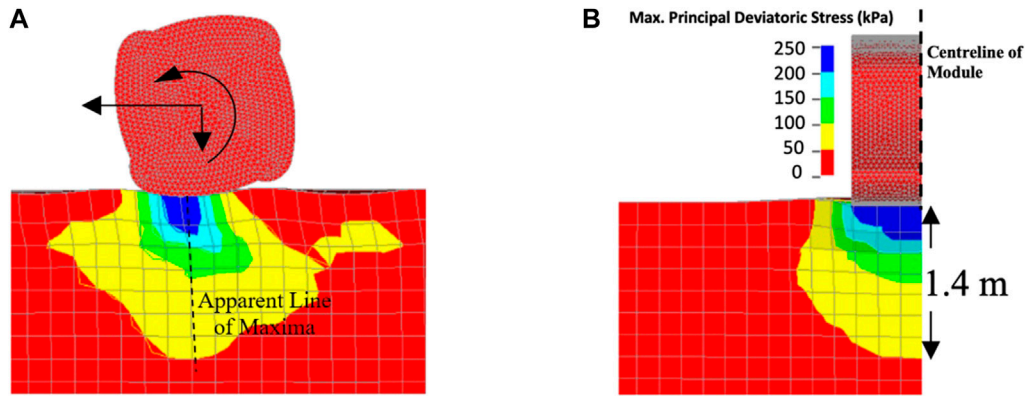 A
Apparent Line
of Maxima
B
Max. Principal Deviatoric Stress (kPa)
250
200
150
100
50
0
Centreline of
Module
1.4 m